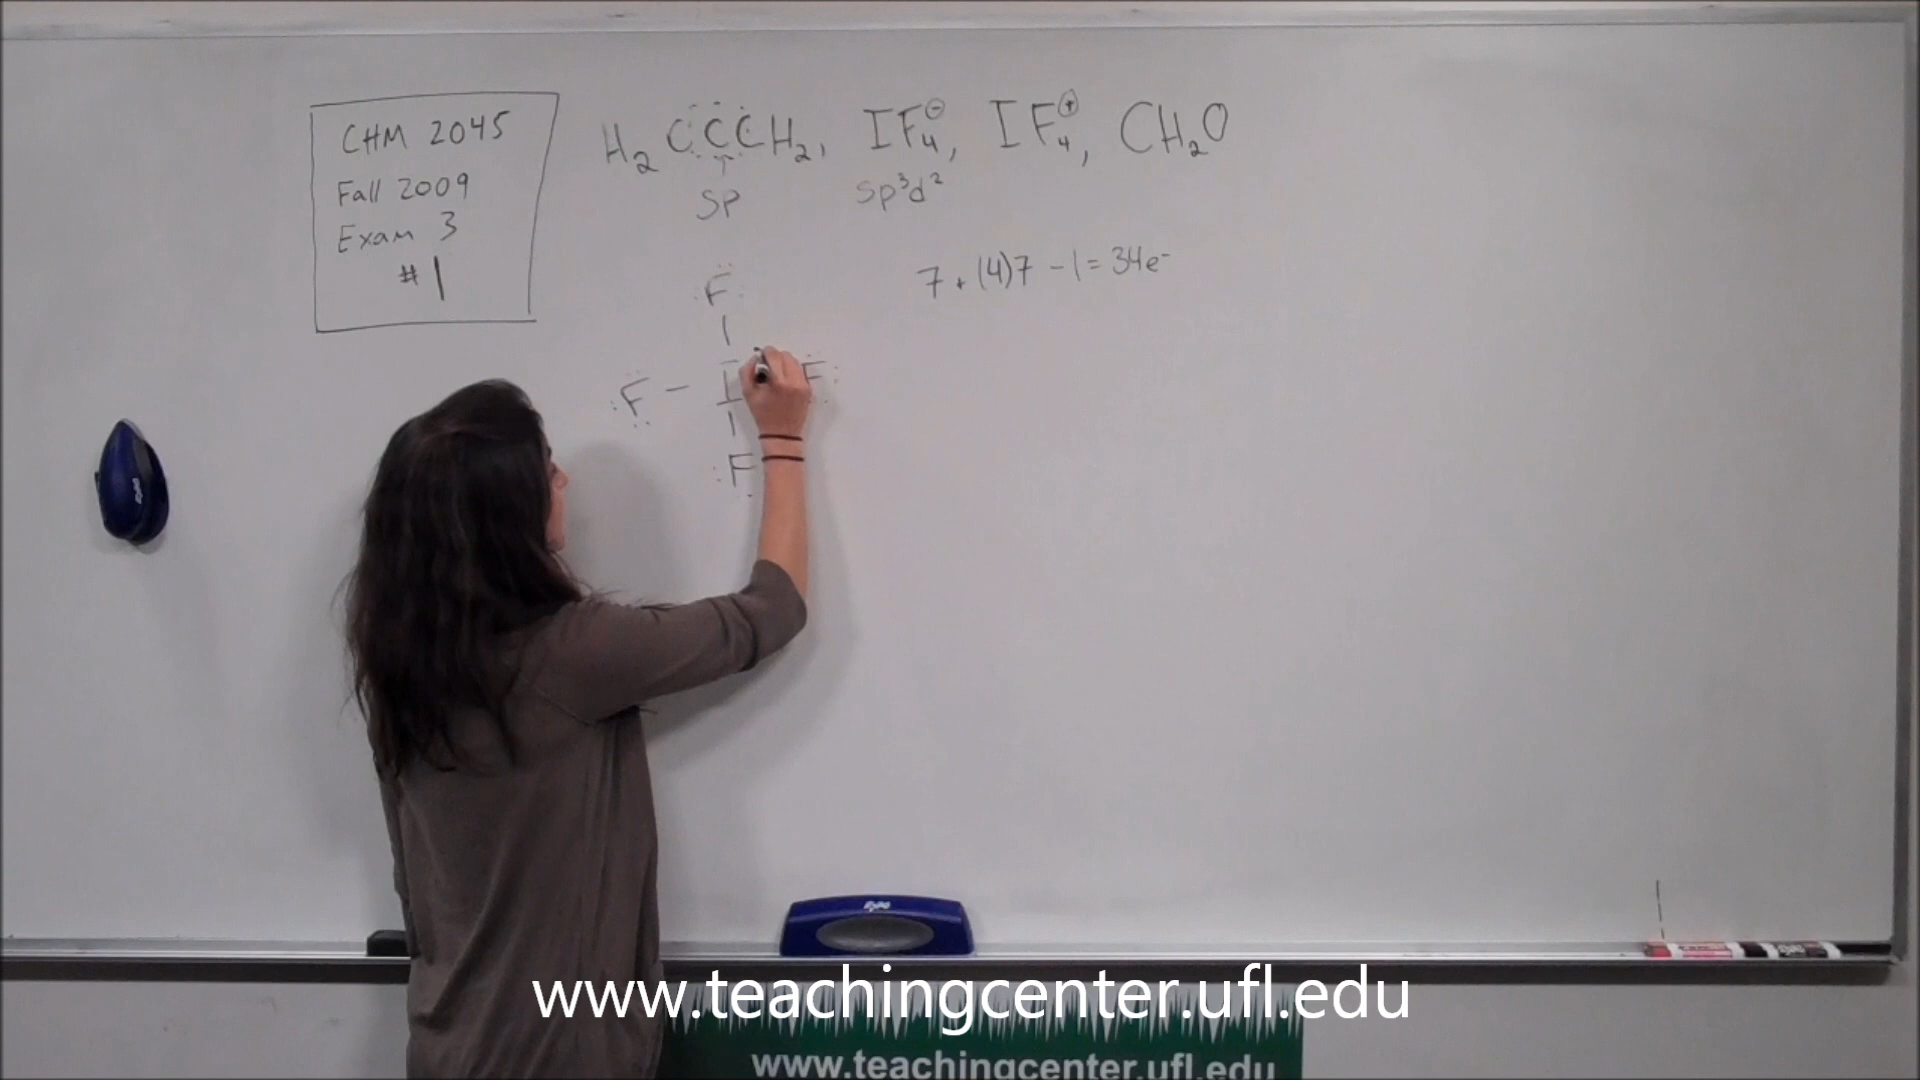 CHM 2045
Fall 2009
Exam 3
#1
H₂CCCH₂, IF₄⊖, IF₄⊕, CH₂O
sp sp³d²
7 + (4)7 - 1 = 34e⁻
F
F - I F
F
EXPO
www.teachingcenter.ufl.edu
www.teachingcenter.ufl.edu